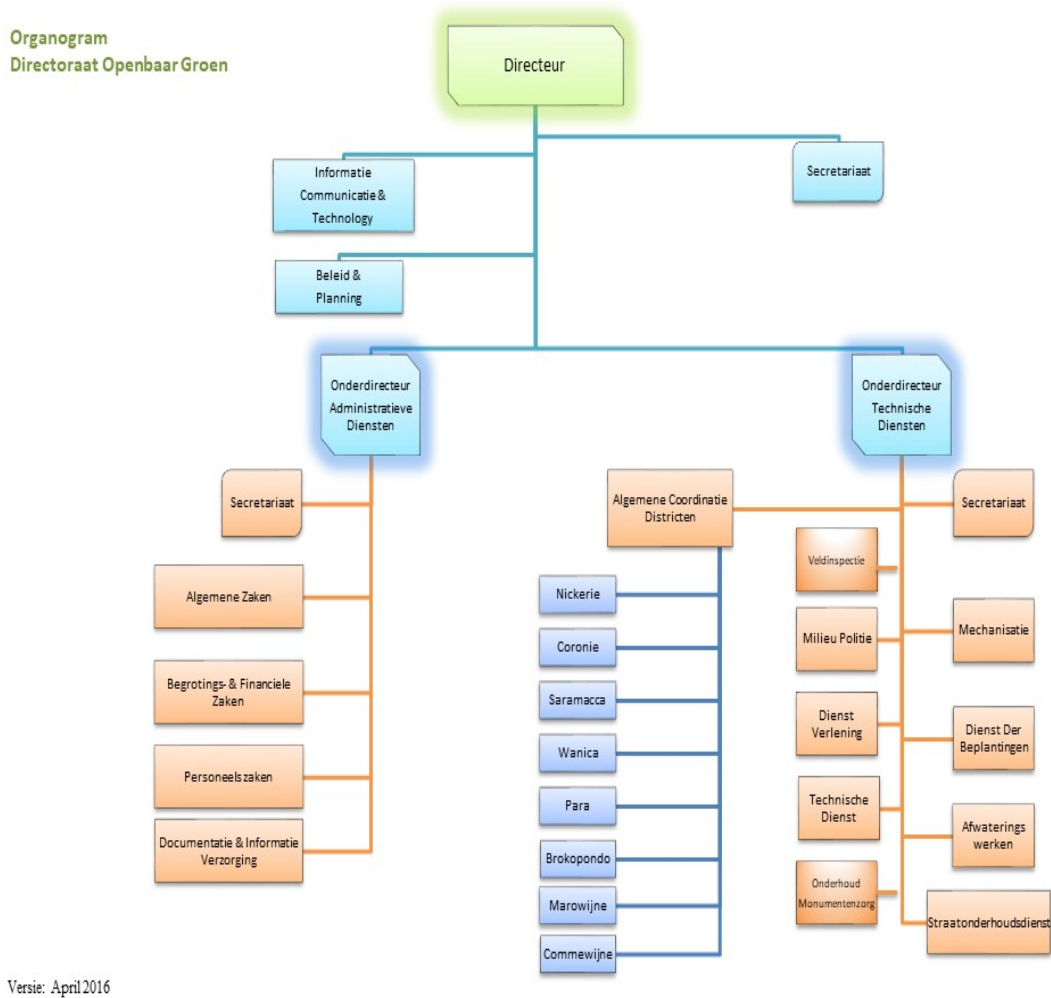 Organogram
Directoraat Openbaar Groen
Directeur
Informatie
Communicatie &
Technology
Secretariaat
Beleid &
Planning
Onderdirecteur
Administratieve
Diensten
Onderdirecteur
Technische
Diensten
Secretariaat
Algemene Zaken
Begrotings- & Financiele
Zaken
Personeelszaken
Documentatie & Informatie
Verzorging
Algemene Coordinatie
Districten
Nickerie
Coronie
Saramacca
Wanica
Para
Brokopondo
Marowijne
Commewijne
Veldinspectie
Milieu Politie
Dienst
Verlening
Technische
Dienst
Onderhoud
Monumentenzorg
Secretariaat
Mechanisatie
Dienst Der
Beplantingen
Afwaterings
werken
Straatonderhoudsdienst
Versie: April 2016